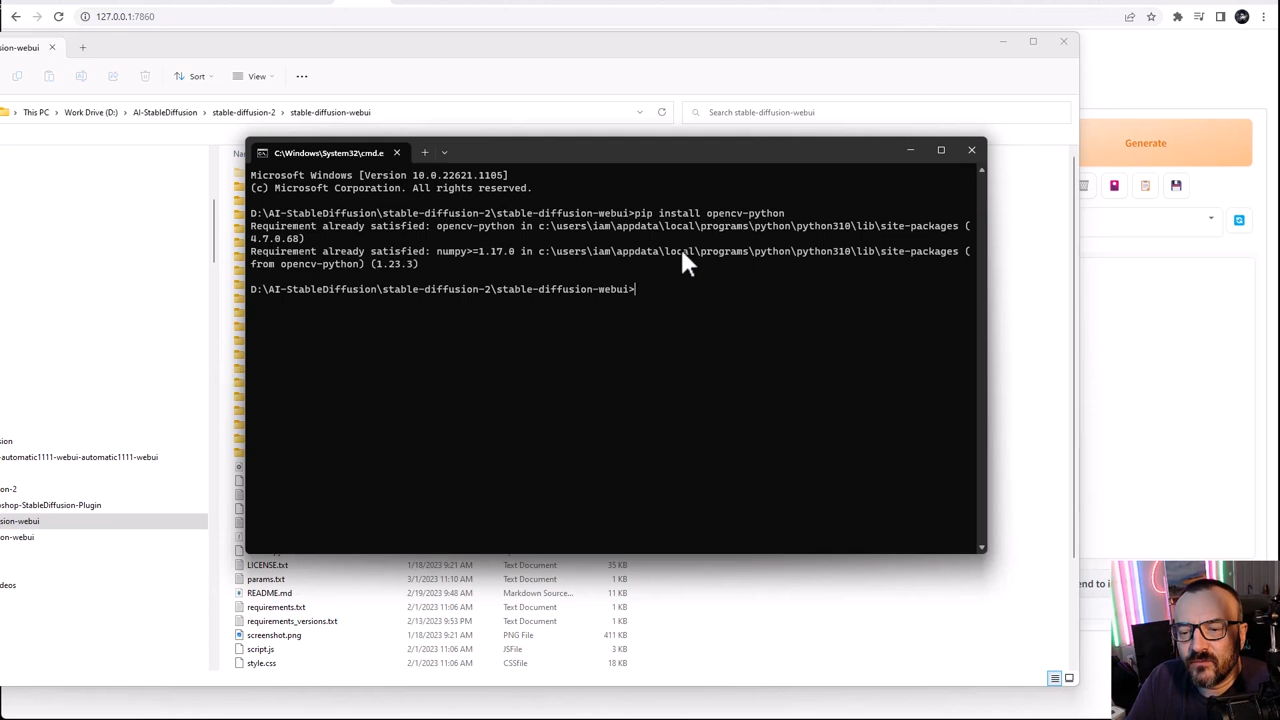 127.0.0.1:7860
sion-webui
Sort
View
This PC > Work Drive (D:) > AI-StableDiffusion > stable-diffusion-2 > stable-diffusion-webui
Search stable-diffusion-webui
Generate
C:\Windows\System32\cmd.e
Microsoft Windows [Version 10.0.22621.1105]
(c) Microsoft Corporation. All rights reserved.
D:\AI-StableDiffusion\stable-diffusion-2\stable-diffusion-webui>pip install opencv-python
Requirement already satisfied: opencv-python in c:\users\iam\appdata\local\programs\python\python310\lib\site-packages (
4.7.0.68)
Requirement already satisfied: numpy>=1.17.0 in c:\users\iam\appdata\local\programs\python\python310\lib\site-packages (
from opencv-python) (1.23.3)
D:\AI-StableDiffusion\stable-diffusion-2\stable-diffusion-webui>
sion
-automatic1111-webui-automatic1111-webui
on-2
shop-StableDiffusion-Plugin
usion-webui
on-webui
deos
LICENSE.txt 1/18/2023 9:21 AM Text Document 35 KB
params.txt 3/1/2023 11:10 AM Text Document 1 KB
README.md 2/19/2023 9:48 AM Markdown Source... 11 KB
requirements.txt 2/1/2023 11:06 AM Text Document 1 KB
requirements_versions.txt 2/13/2023 9:53 PM Text Document 1 KB
screenshot.png 1/18/2023 9:21 AM PNG File 411 KB
script.js 2/1/2023 11:06 AM JSFile 3 KB
style.css 2/1/2023 11:06 AM CSSfile 18 KB
end to i